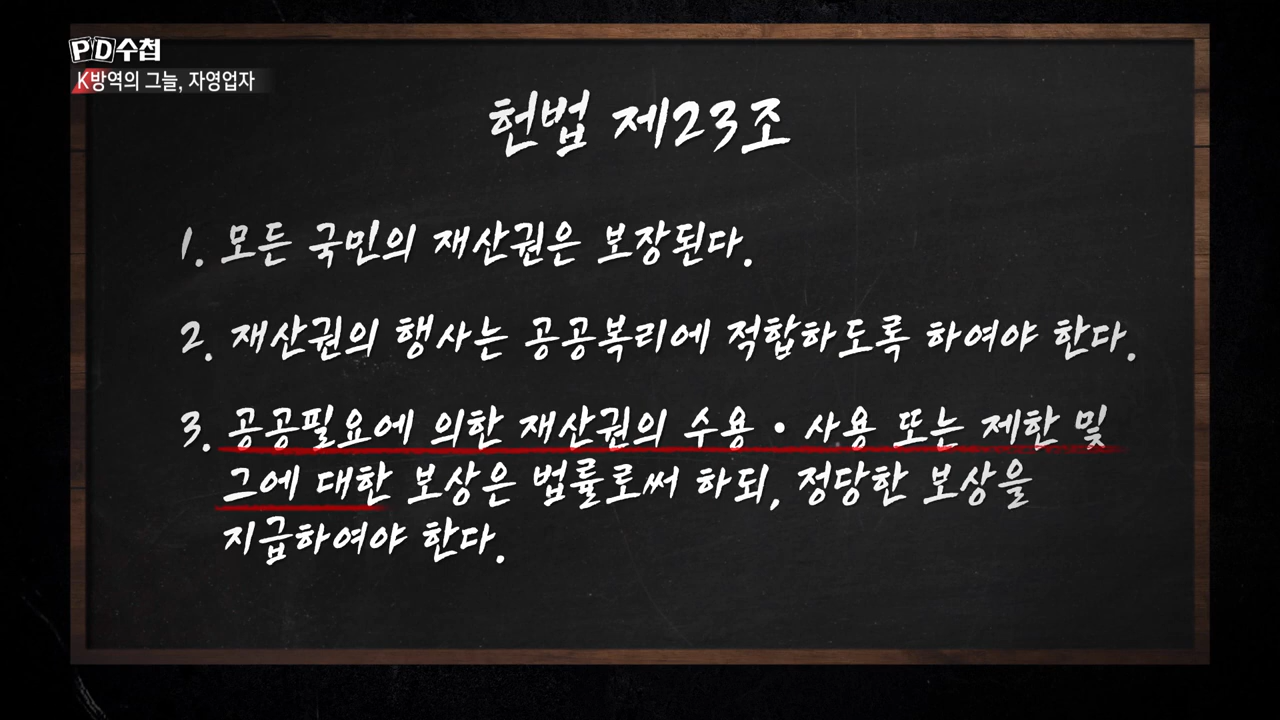 PD수첩
K방역의 그늘, 자영업자
헌법 제23조
1. 모든 국민의 재산권은 보장된다.
2. 재산권의 행사는 공공복리에 적합하도록 하여야 한다.
3. 공공필요에 의한 재산권의 수용·사용 또는 제한 및
그에 대한 보상은 법률로써 하되, 정당한 보상을
지급하여야 한다.